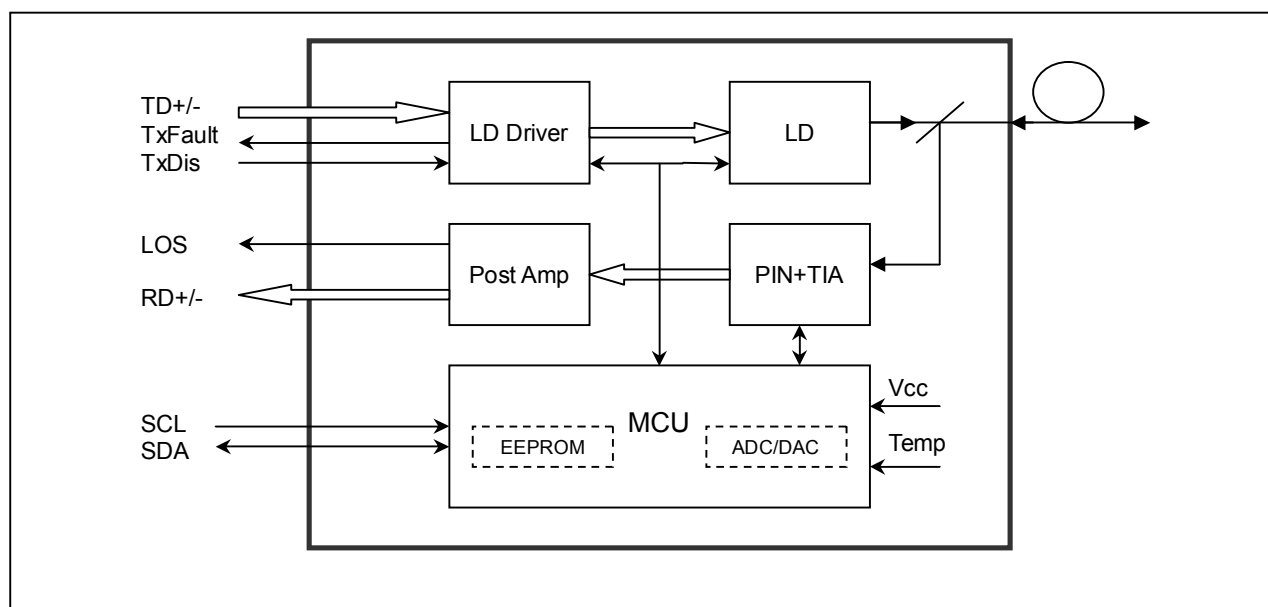 TD+/-
TxFault
TxDis
LD Driver
LD
LOS
RD+/-
Post Amp
PIN+TIA
SCL
SDA
MCU
EEPROM
ADC/DAC
Vcc
Temp